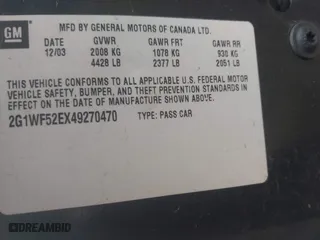 GM
MFD BY GENERAL MOTORS OF CANADA LTD.
DATE GVWR GAWR FRT GAWR RR
12/03 2008 KG 1078 KG 930 KG
4428 LB 2377 LB 2051 LB
THIS VEHICLE CONFORMS TO ALL APPLICABLE U.S. FEDERAL MOTOR
VEHICLE SAFETY, BUMPER, AND THEFT PREVENTION STANDARDS IN
EFFECT ON THE DATE OF MANUFACTURE SHOWN ABOVE.
2G1WF52EX49270470 TYPE: PASS CAR
DREAMBID